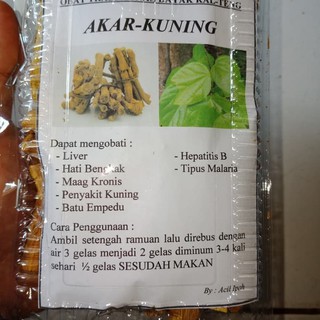 AKAR-KUNING
Dapat mengobati :
- Liver
- Hati Bengkak
- Maag Kronis
- Penyakit Kuning
- Batu Empedu
- Hepatitis B
- Tipus Malaria
Cara Penggunaan :
Ambil setengah ramuan lalu direbus dengan
air 3 gelas menjadi 2 gelas diminum 3-4 kali
sehari ½ gelas SESUDAH MAKAN
By : Acil